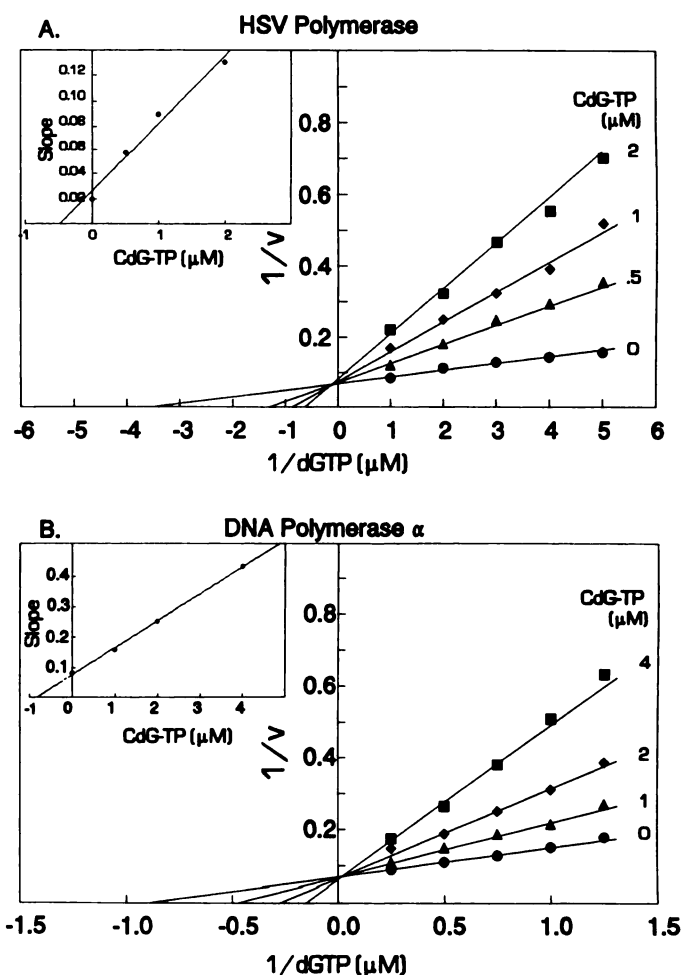 A.
HSV Polymerase
0.12
0.10
0.08
0.06
0.04
0.02
Slope
-1 0 1 2
CdG-TP (µM)
CdG-TP
(µM)
2
1
.5
0
0.8
0.6
0.4
0.2
1/v
-6 -5 -4 -3 -2 -1 0 1 2 3 4 5 6
1/dGTP (µM)
B.
DNA Polymerase α
0.4
0.3
0.2
0.1
Slope
-1 0 1 2 3 4
CdG-TP (µM)
CdG-TP
(µM)
4
2
1
0
0.8
0.6
0.4
0.2
1/v
-1.5 -1.0 -0.5 0.0 0.5 1.0 1.5
1/dGTP (µM)